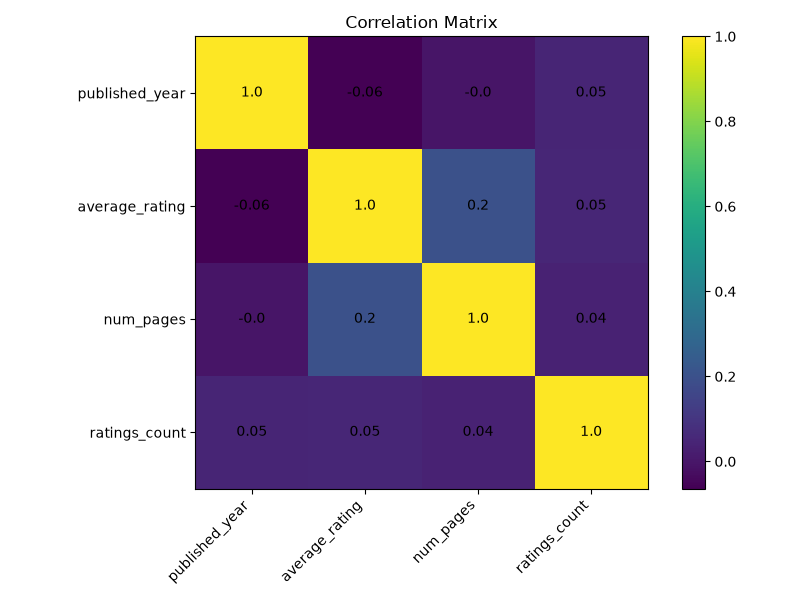 Correlation Matrix
published_year 1.0 -0.06 -0.0 0.05
average_rating -0.06 1.0 0.2 0.05
num_pages -0.0 0.2 1.0 0.04
ratings_count 0.05 0.05 0.04 1.0
published_year average_rating num_pages ratings_count
1.0
0.8
0.6
0.4
0.2
0.0